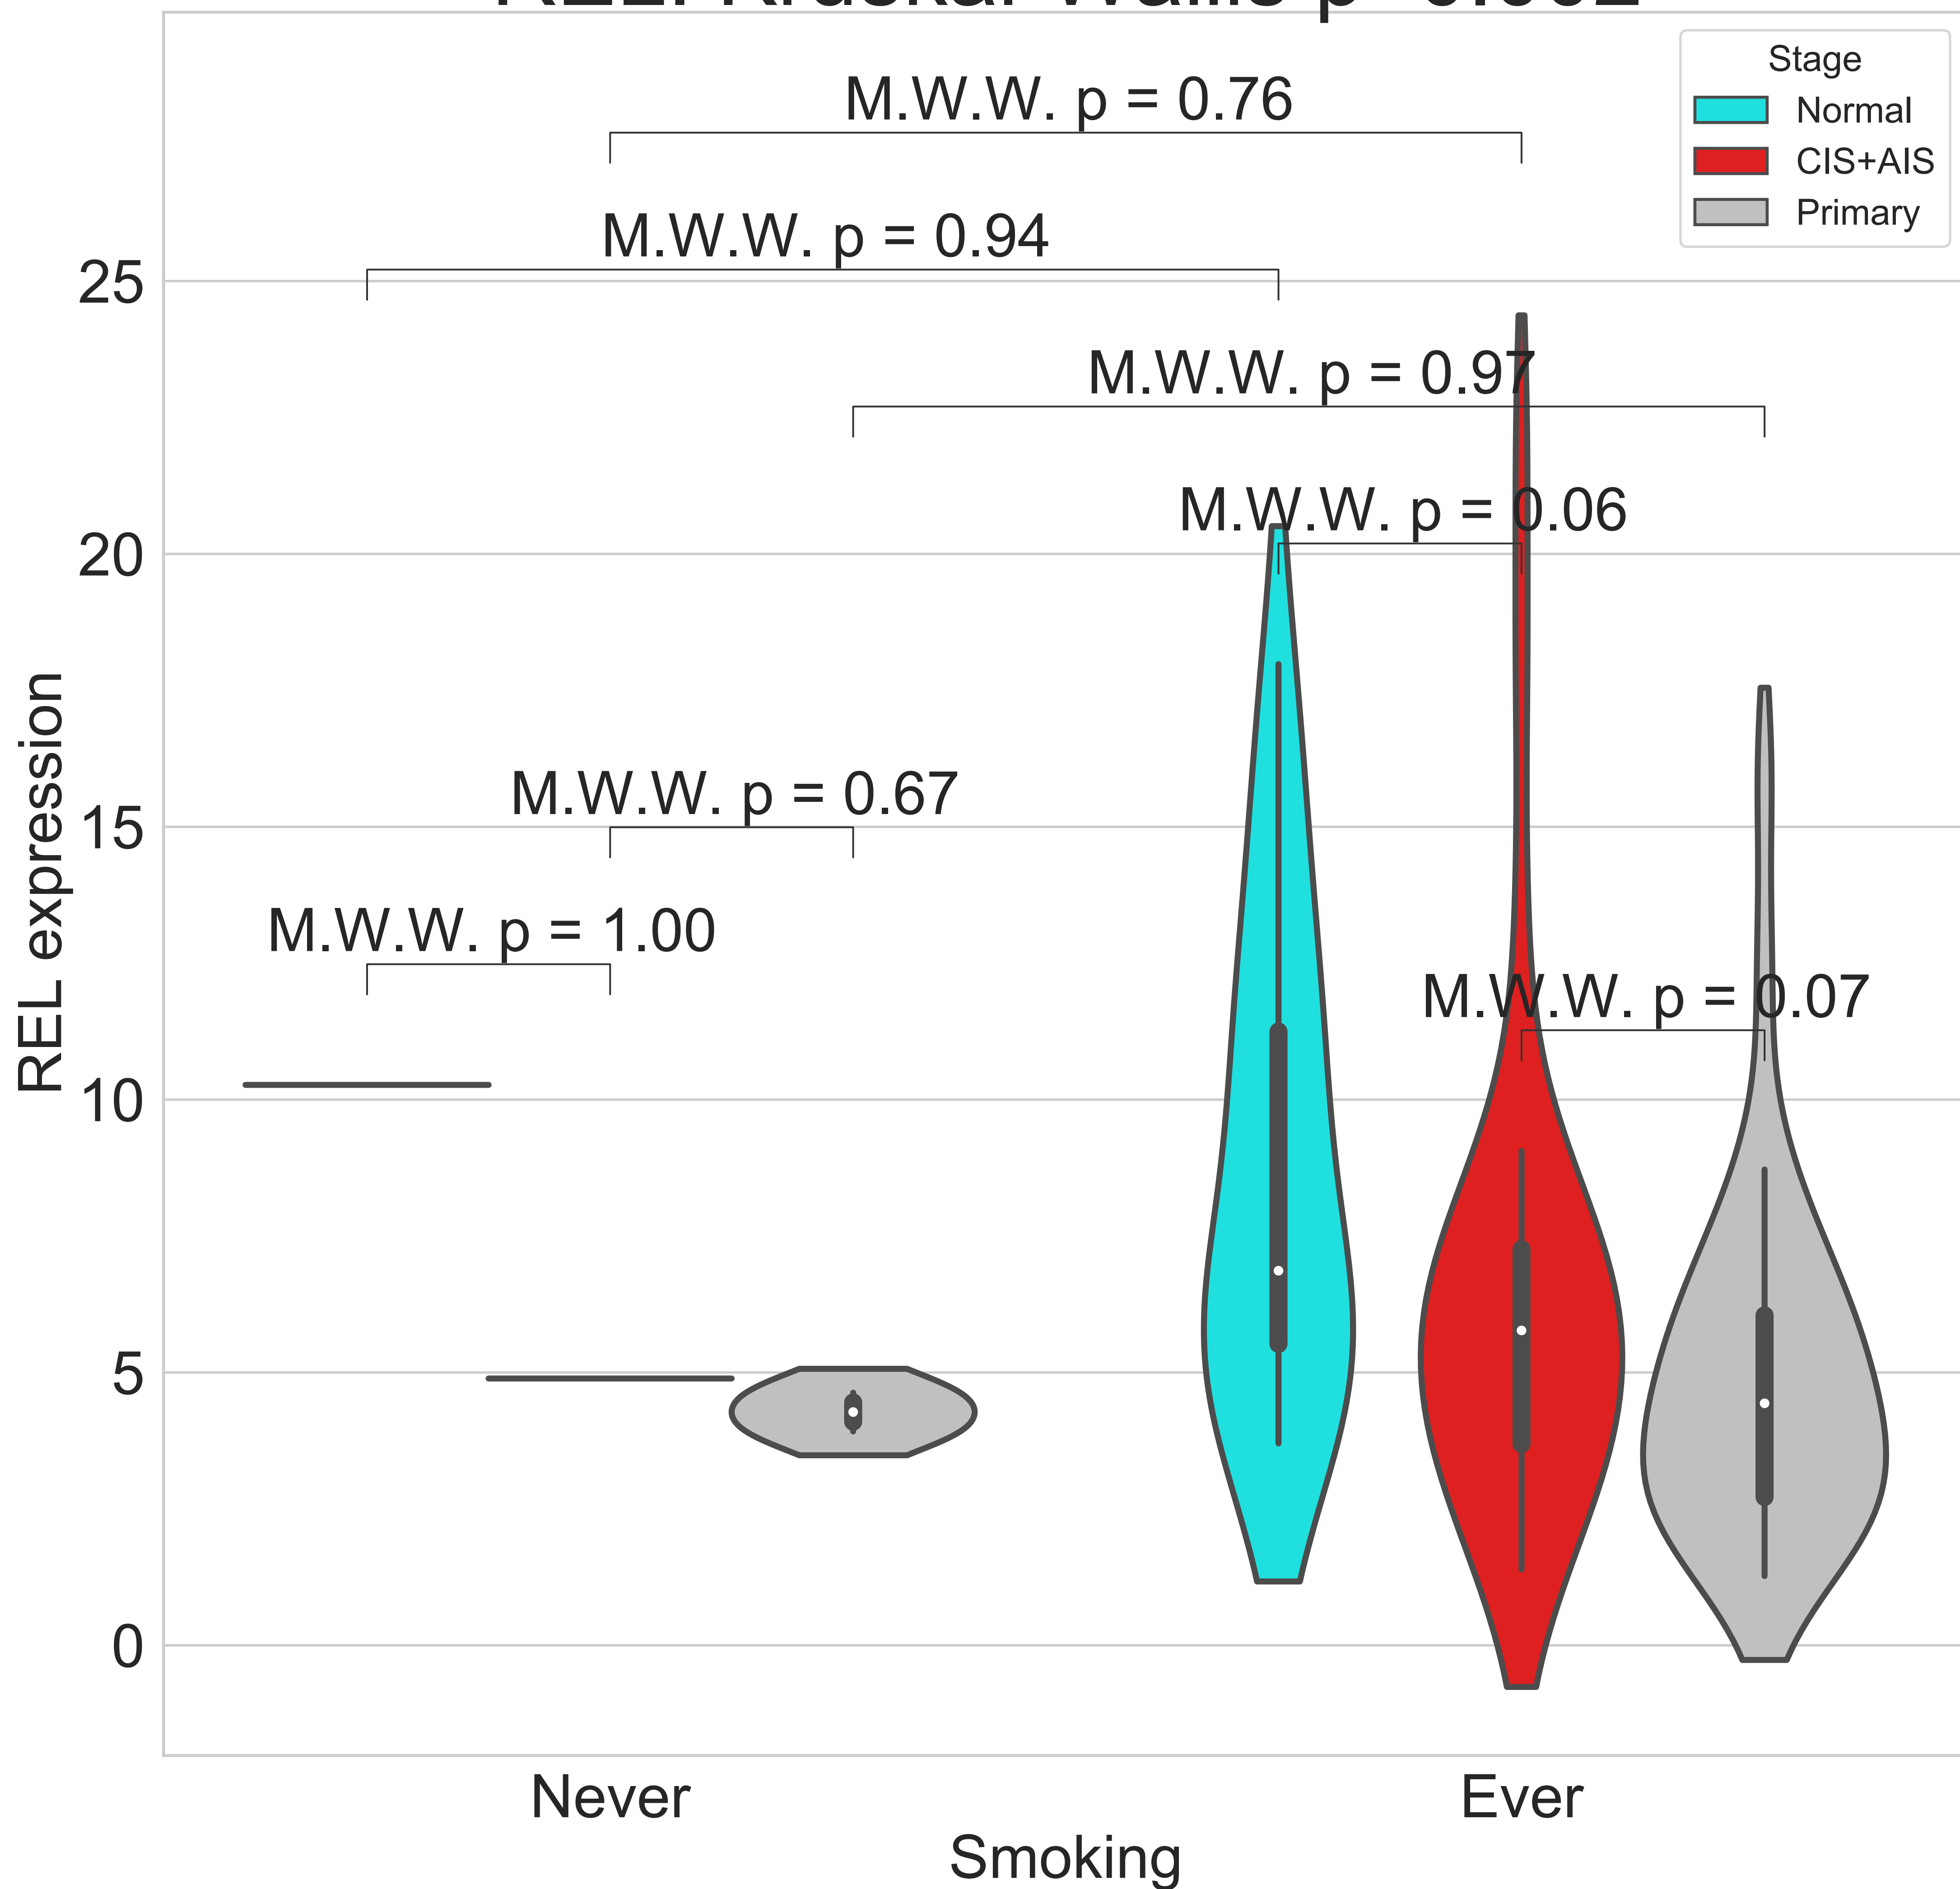 Stage
Normal
CIS+AIS
Primary
M.W.W. p = 0.76
M.W.W. p = 0.94
M.W.W. p = 0.97
M.W.W. p = 0.06
M.W.W. p = 0.67
M.W.W. p = 1.00
M.W.W. p = 0.07
25
20
15
10
5
0
REL expression
Never
Ever
Smoking